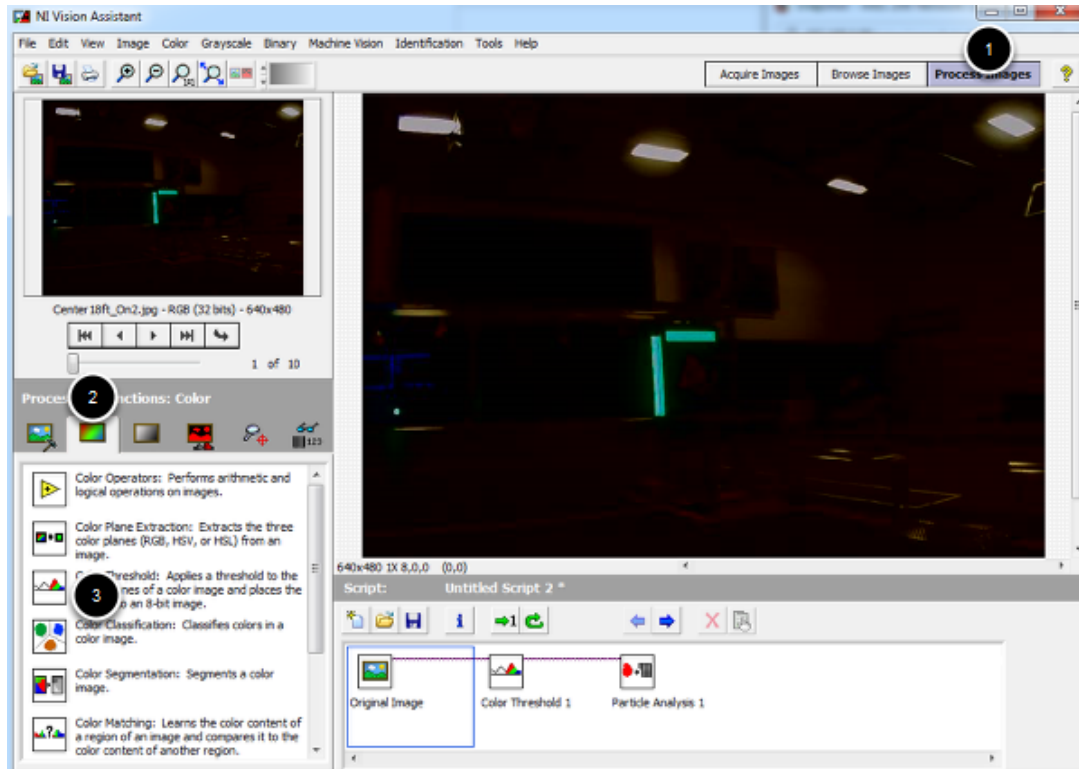 NI Vision Assistant
File Edit View Image Color Grayscale Binary Machine Vision Identification Tools Help
1
Acquire Images Browse Images Process Images
Center18ft_On2.jpg - RGB (32 bits) - 640x480
1 of 10
2
Functions: Color
123
Color Operators: Performs arithmetic and
logical operations on images.
Color Plane Extraction: Extracts the three
color planes (RGB, HSV, or HSL) from an
image.
Threshold: Applies a threshold to the
of a color image and places the
an 8-bit image.
3
Color Classification: Classifies colors in a
color image.
Color Segmentation: Segments a color
image.
Color Matching: Learns the color content of
a region of an image and compares it to the
color content of another region.
640x480 1X 8,0,0 (0,0)
Script: Untitled Script 2 *
1
Original Image Color Threshold 1 Particle Analysis 1